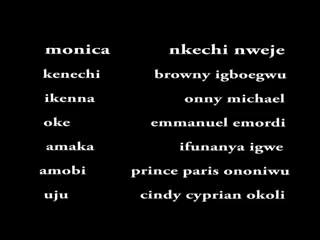 monica nkechi nweje
kenechi browny igboegwu
ikenna onny michael
oke emmanuel emordi
amaka ifunanya igwe
amobi prince paris ononiwu
uju cindy cyprian okoli